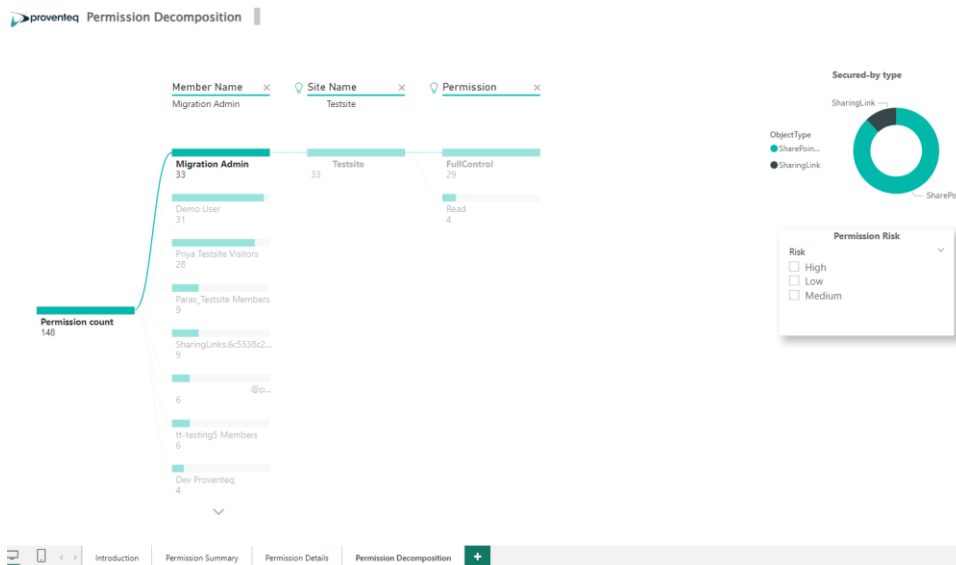 proventeq Permission Decomposition
Member Name
Migration Admin
Site Name
Testsite
Permission
Migration Admin
33
Testsite
33
FullControl
29
Demo User
31
Read
4
Priya Testsite Visitors
28
Paras_Testsite Members
9
Permission count
148
SharingLinks.6c5538c2...
9
@p...
6
tt-testing5 Members
6
Dev Proventeq
4
Secured-by type
SharingLink
ObjectType
SharePoin...
SharingLink
SharePo
Permission Risk
Risk
High
Low
Medium
Introduction
Permission Summary
Permission Details
Permission Decomposition
+